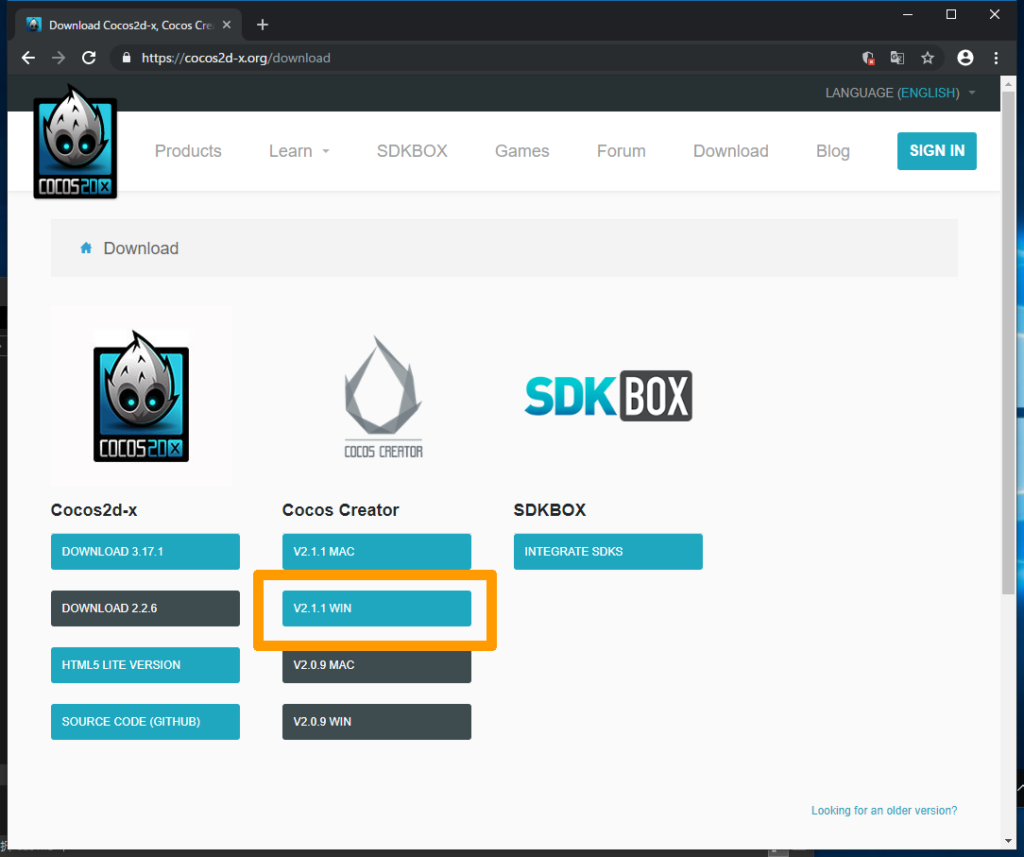 Download Cocos2d-x, Cocos Cre
https://cocos2d-x.org/download
LANGUAGE (ENGLISH)
COCOS2DX
Products Learn SDKBOX Games Forum Download Blog SIGN IN
Download
COCOS2DX
COCOS CREATOR
SDKBOX
Cocos2d-x Cocos Creator SDKBOX
DOWNLOAD 3.17.1 V2.1.1 MAC INTEGRATE SDKS
DOWNLOAD 2.2.6 V2.1.1 WIN
HTML5 LITE VERSION V2.0.9 MAC
SOURCE CODE (GITHUB) V2.0.9 WIN
Looking for an older version?